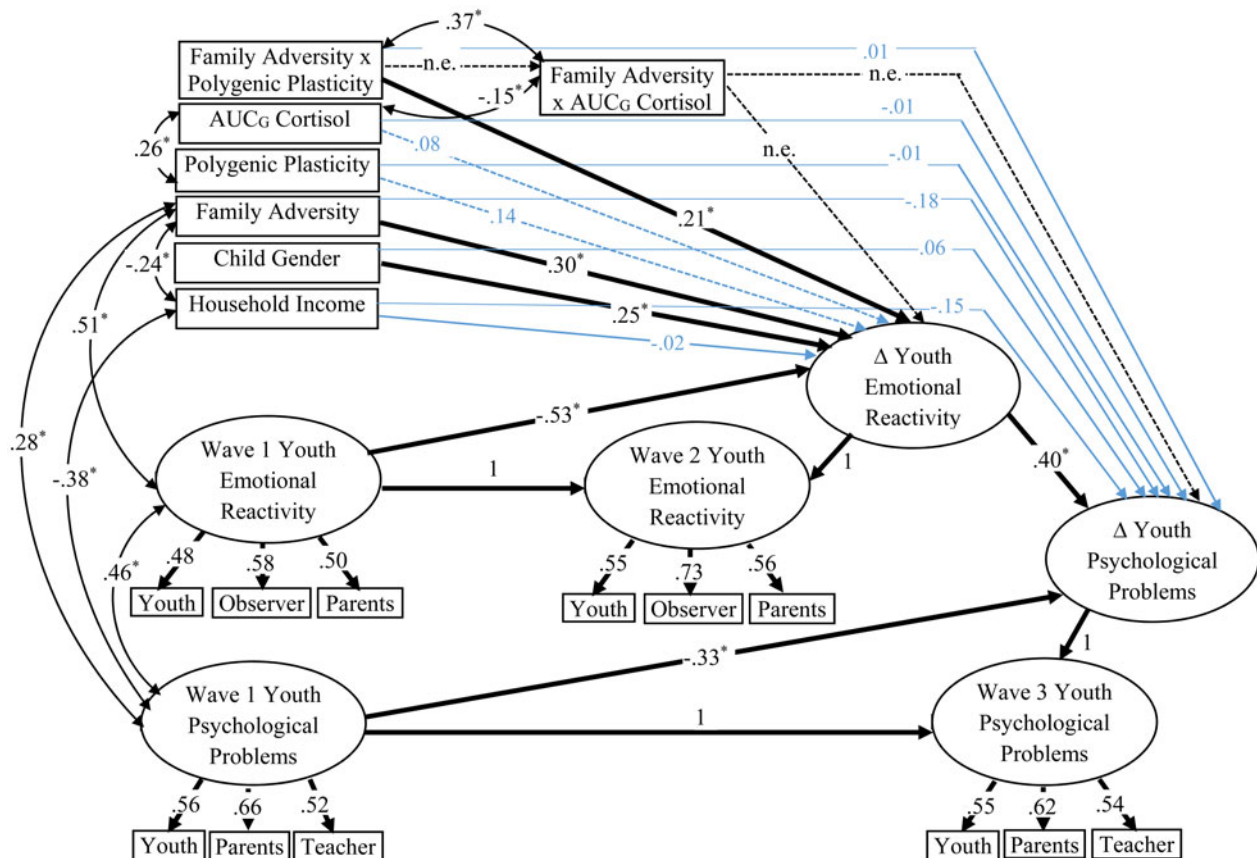 .37*
Family Adversity x
Polygenic Plasticity
n.e.
.01
n.e.
Family Adversity
x AUCG Cortisol
-.15*
AUCG Cortisol
-.01
.08
n.e.
.26*
Polygenic Plasticity
-.01
Family Adversity
-.18
.14
.21*
Child Gender
.06
-.24*
.30*
Household Income
-.15
.51*
.25*
-.02
Δ Youth
Emotional
Reactivity
.28*
-.38*
-.53*
Wave 1 Youth
Emotional
Reactivity
1
Wave 2 Youth
Emotional
Reactivity
1
.40*
Δ Youth
Psychological
Problems
.46*
.48
.58
.50
Youth
Observer
Parents
.55
.73
.56
Youth
Observer
Parents
-.33*
1
Wave 1 Youth
Psychological
Problems
1
Wave 3 Youth
Psychological
Problems
.56
.66
.52
Youth
Parents
Teacher
.55
.62
.54
Youth
Parents
Teacher